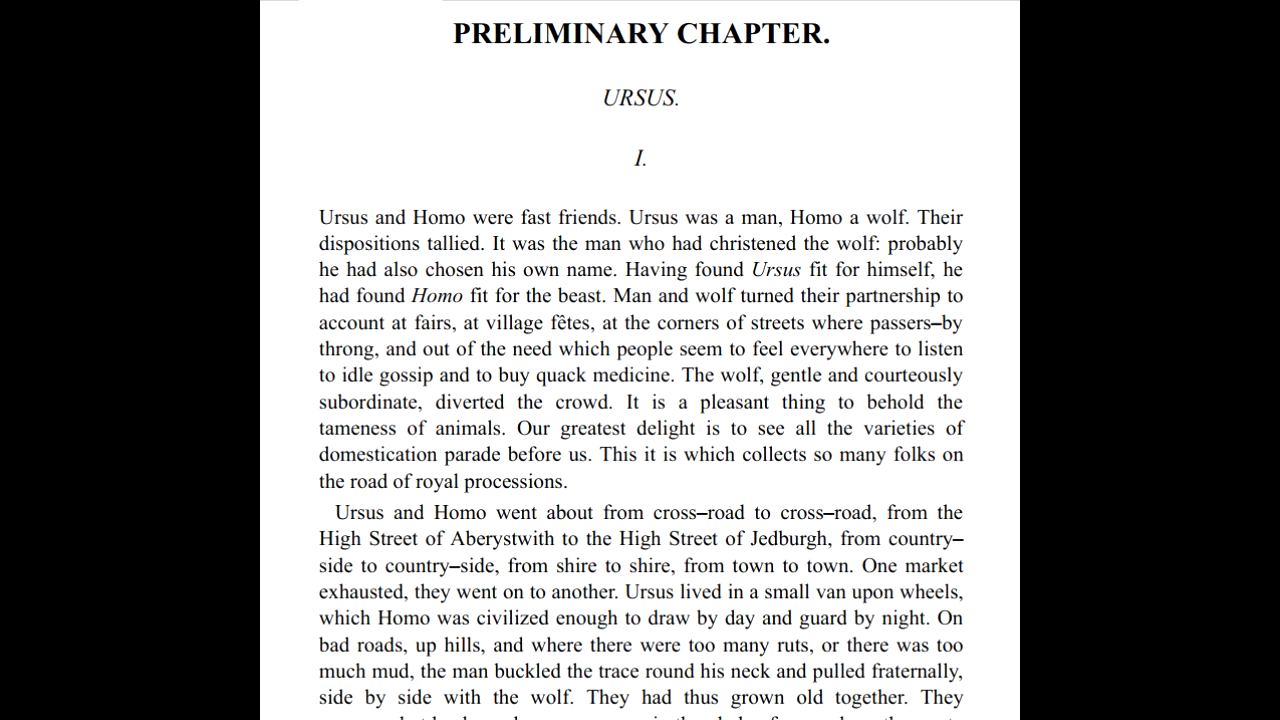 PRELIMINARY CHAPTER.
URSUS.
I.
Ursus and Homo were fast friends. Ursus was a man, Homo a wolf. Their
dispositions tallied. It was the man who had christened the wolf: probably
he had also chosen his own name. Having found Ursus fit for himself, he
had found Homo fit for the beast. Man and wolf turned their partnership to
account at fairs, at village fêtes, at the corners of streets where passers–by
throng, and out of the need which people seem to feel everywhere to listen
to idle gossip and to buy quack medicine. The wolf, gentle and courteously
subordinate, diverted the crowd. It is a pleasant thing to behold the
tameness of animals. Our greatest delight is to see all the varieties of
domestication parade before us. This it is which collects so many folks on
the road of royal processions.
Ursus and Homo went about from cross–road to cross–road, from the
High Street of Aberystwith to the High Street of Jedburgh, from country–
side to country–side, from shire to shire, from town to town. One market
exhausted, they went on to another. Ursus lived in a small van upon wheels,
which Homo was civilized enough to draw by day and guard by night. On
bad roads, up hills, and where there were too many ruts, or there was too
much mud, the man buckled the trace round his neck and pulled fraternally,
side by side with the wolf. They had thus grown old together. They